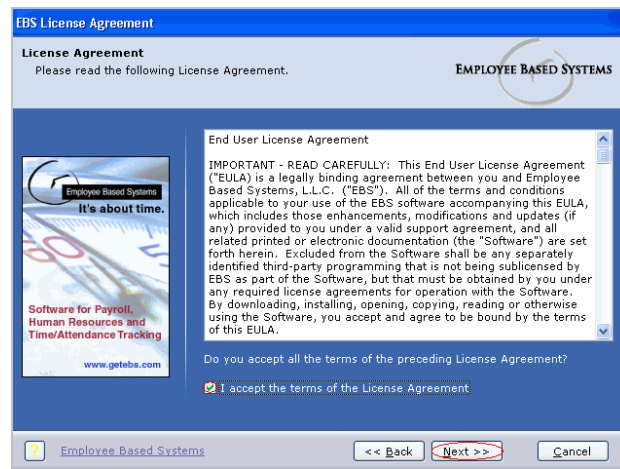 EBS License Agreement
License Agreement
Please read the following License Agreement.
EMPLOYEE BASED SYSTEMS
Employee Based Systems
It's about time.
Software for Payroll,
Human Resources and
Time/Attendance Tracking
www.getebs.com
End User License Agreement
IMPORTANT - READ CAREFULLY: This End User License Agreement
("EULA") is a legally binding agreement between you and Employee
Based Systems, L.L.C. ("EBS"). All of the terms and conditions
applicable to your use of the EBS software accompanying this EULA,
which includes those enhancements, modifications and updates (if
any) provided to you under a valid support agreement, and all
related printed or electronic documentation (the "Software") are set
forth herein. Excluded from the Software shall be any separately
identified third-party programming that is not being sublicensed by
EBS as part of the Software, but that must be obtained by you under
any required license agreements for operation with the Software.
By downloading, installing, opening, copying, reading or otherwise
using the Software, you accept and agree to be bound by the terms
of this EULA.
Do you accept all the terms of the preceding License Agreement?
I accept the terms of the License Agreement
?
Employee Based Systems
<< Back
Next >>
Cancel